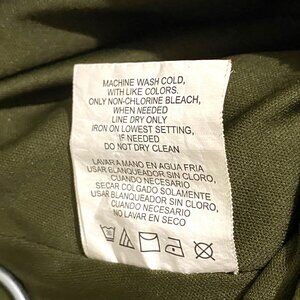 MACHINE WASH COLD,
WITH LIKE COLORS.
ONLY NON-CHLORINE BLEACH,
WHEN NEEDED
LINE DRY ONLY
IRON ON LOWEST SETTING,
IF NEEDED
DO NOT DRY CLEAN
LAVAR A MANO EN AGUA FRIA
USAR BLANQUEADOR SIN CLORO,
CUANDO NECESARIO
SECAR COLGADO SOLAMENTE
USAR BLANQUEADOR SIN CLORO,
CUANDO NECESARIO
NO LAVAR EN SECO